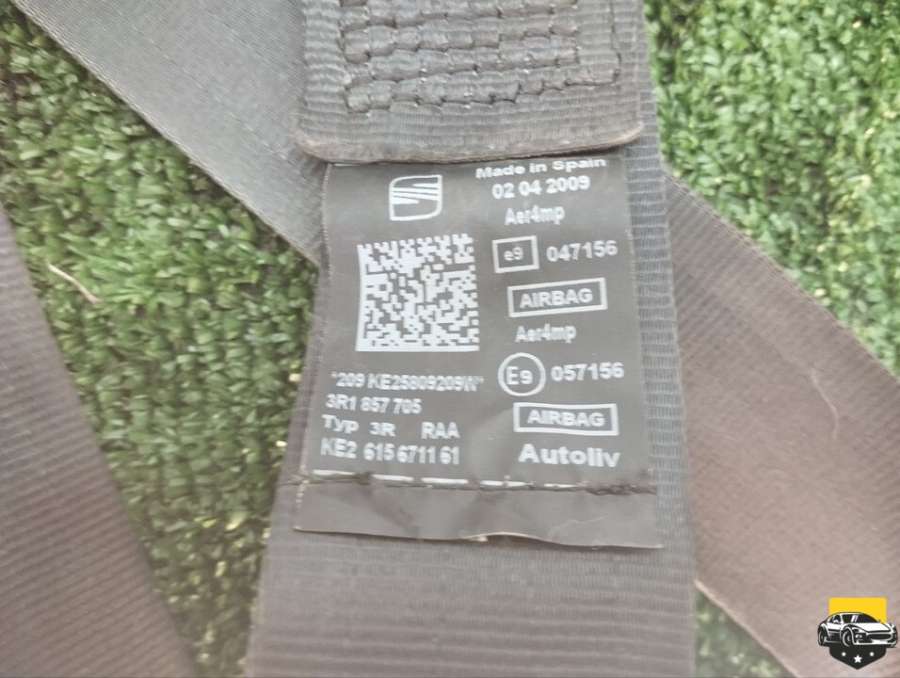 Made in Spain
02 04 2009
Aer4mp
e9 047156
AIRBAG
Aer4mp
E9 057156
AIRBAG
Autoliv
*209 KE25809209W*
3R1 857 705
Typ 3R RAA
KE2 615 6711 61